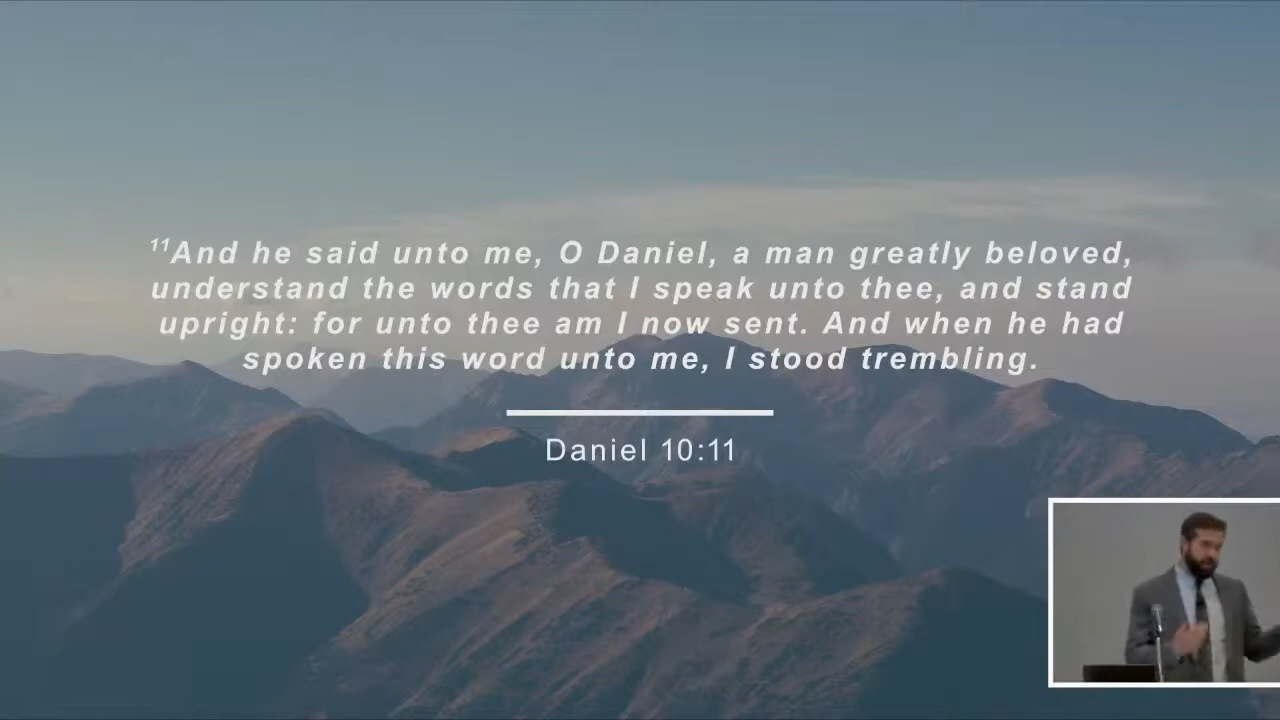 ¹¹And he said unto me, O Daniel, a man greatly beloved,
understand the words that I speak unto thee, and stand
upright: for unto thee am I now sent. And when he had
spoken this word unto me, I stood trembling.
Daniel 10:11